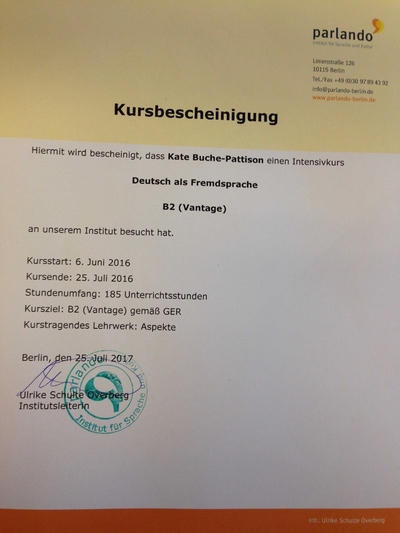 parlando
Institut für Sprache und Kultur
10115 Berlin
Tel./Fax +49 (0)30 97 89 43 92
info@parlando-berlin.de
www.parlando-berlin.de
Kursbescheinigung
Hiermit wird bescheinigt, dass Kate Buche-Pattison einen Intensivkurs
Deutsch als Fremdsprache
B2 (Vantage)
an unserem Institut besucht hat.
Kursstart: 6. Juni 2016
Kursende: 25. Juli 2016
Stundenumfang: 185 Unterrichtsstunden
Kursziel: B2 (Vantage) gemäß GER
Kurstragendes Lehrwerk: Aspekte
Berlin, den 25. Juli 2017
parlando
Institut für Sprache und
Ulrike Schulte Overberg
Institutsleiterin
Inh.: Ulrike Schulte Overberg